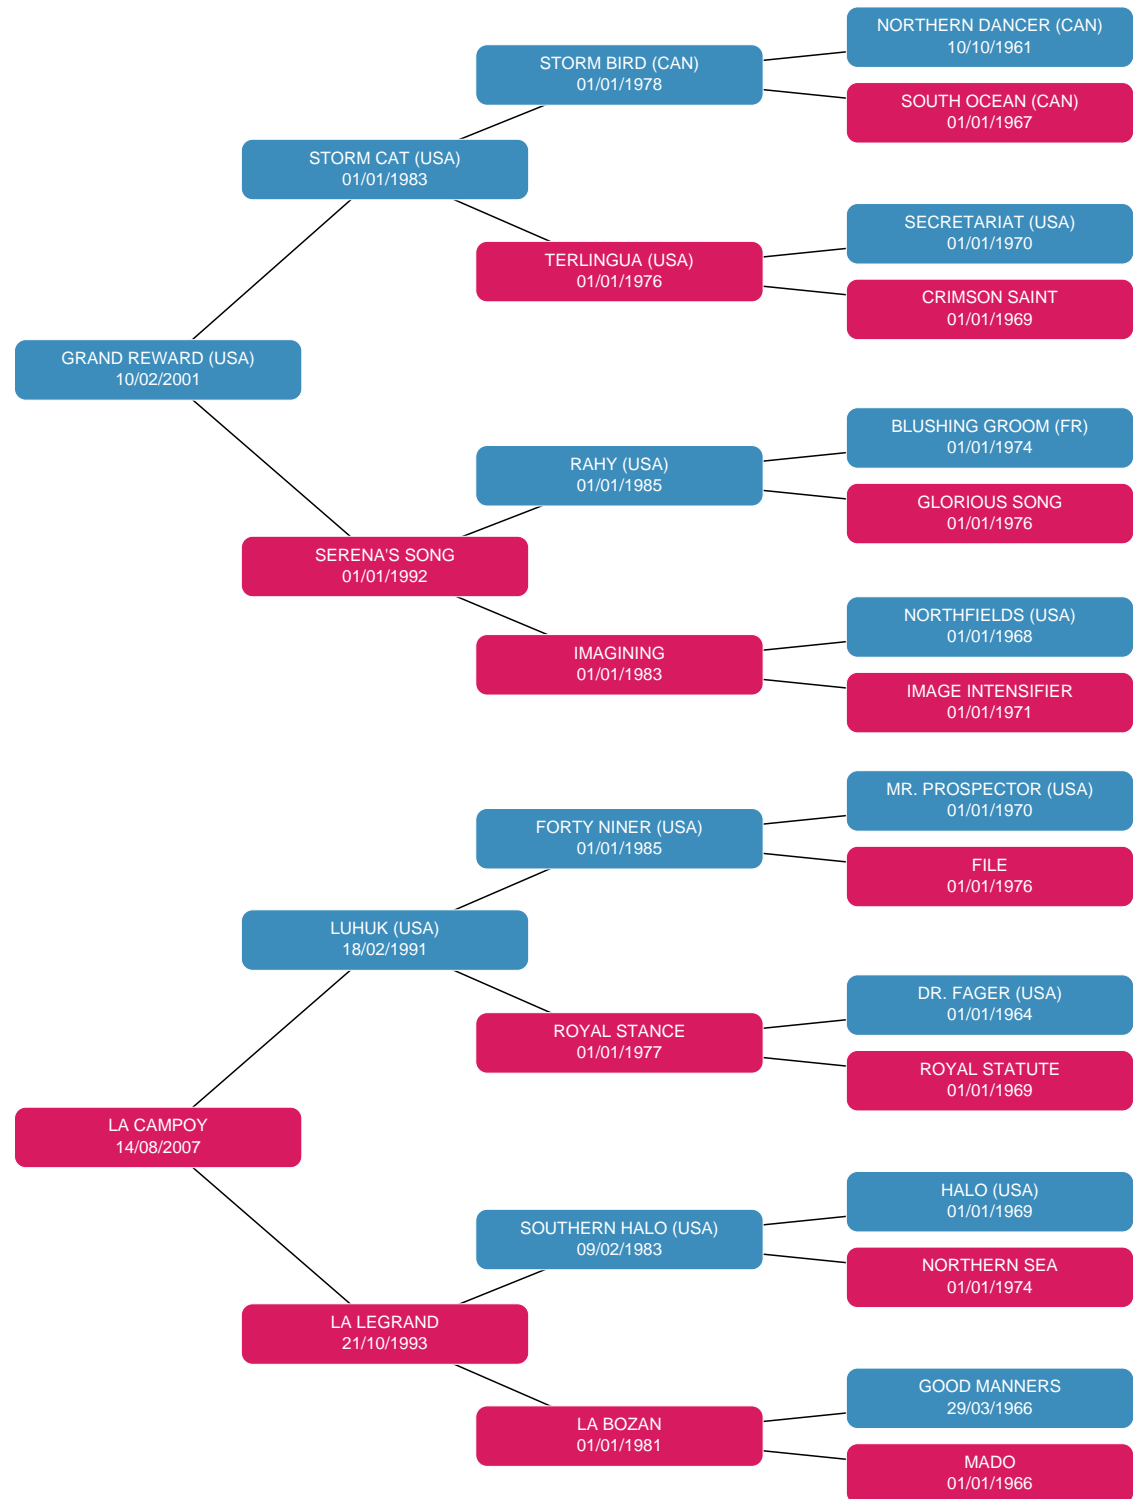 NORTHERN DANCER (CAN)
10/10/1961
STORM BIRD (CAN)
01/01/1978
SOUTH OCEAN (CAN)
01/01/1967
STORM CAT (USA)
01/01/1983
SECRETARIAT (USA)
01/01/1970
TERLINGUA (USA)
01/01/1976
CRIMSON SAINT
01/01/1969
GRAND REWARD (USA)
10/02/2001
BLUSHING GROOM (FR)
01/01/1974
RAHY (USA)
01/01/1985
GLORIOUS SONG
01/01/1976
SERENA'S SONG
01/01/1992
NORTHFIELDS (USA)
01/01/1968
IMAGINING
01/01/1983
IMAGE INTENSIFIER
01/01/1971
MR. PROSPECTOR (USA)
01/01/1970
FORTY NINER (USA)
01/01/1985
FILE
01/01/1976
LUHUK (USA)
18/02/1991
DR. FAGER (USA)
01/01/1964
ROYAL STANCE
01/01/1977
ROYAL STATUTE
01/01/1969
LA CAMPOY
14/08/2007
HALO (USA)
01/01/1969
SOUTHERN HALO (USA)
09/02/1983
NORTHERN SEA
01/01/1974
LA LEGRAND
21/10/1993
GOOD MANNERS
29/03/1966
LA BOZAN
01/01/1981
MADO
01/01/1966